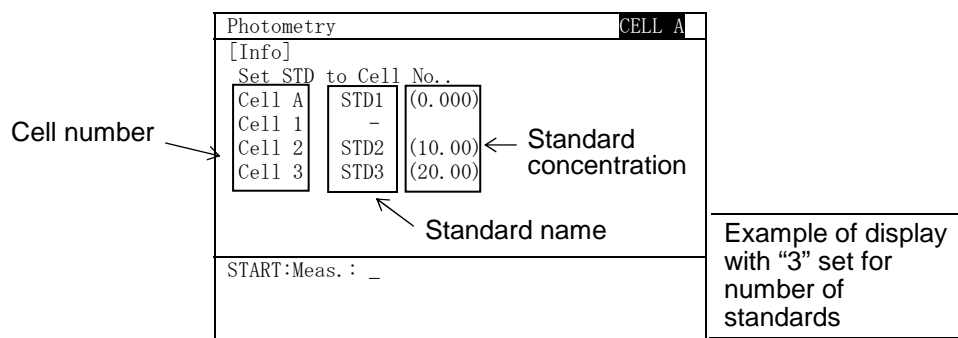 Photometry CELL A
[Info]
Set STD to Cell No..
Cell A STD1 (0.000)
Cell 1 -
Cell 2 STD2 (10.00)
Cell 3 STD3 (20.00)
Cell number
Standard
concentration
Standard name
START:Meas.: _
Example of display
with “3” set for
number of
standards